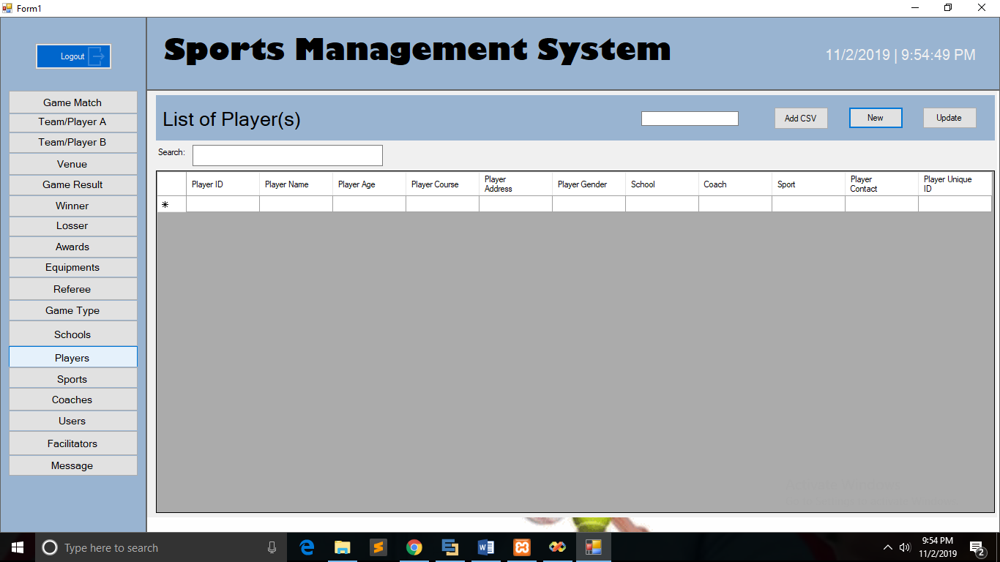 Form1
Sports Management System
11/2/2019 | 9:54:49 PM
Logout
Game Match
Team/Player A
Team/Player B
Venue
Game Result
Winner
Losser
Awards
Equipments
Referee
Game Type
Schools
Players
Sports
Coaches
Users
Facilitators
Message
List of Player(s)
Add CSV
New
Update
Search:
Player ID
Player Name
Player Age
Player Course
Player
Address
Player Gender
School
Coach
Sport
Player
Contact
Player Unique
ID
Type here to search
9:54 PM
11/2/2019
2